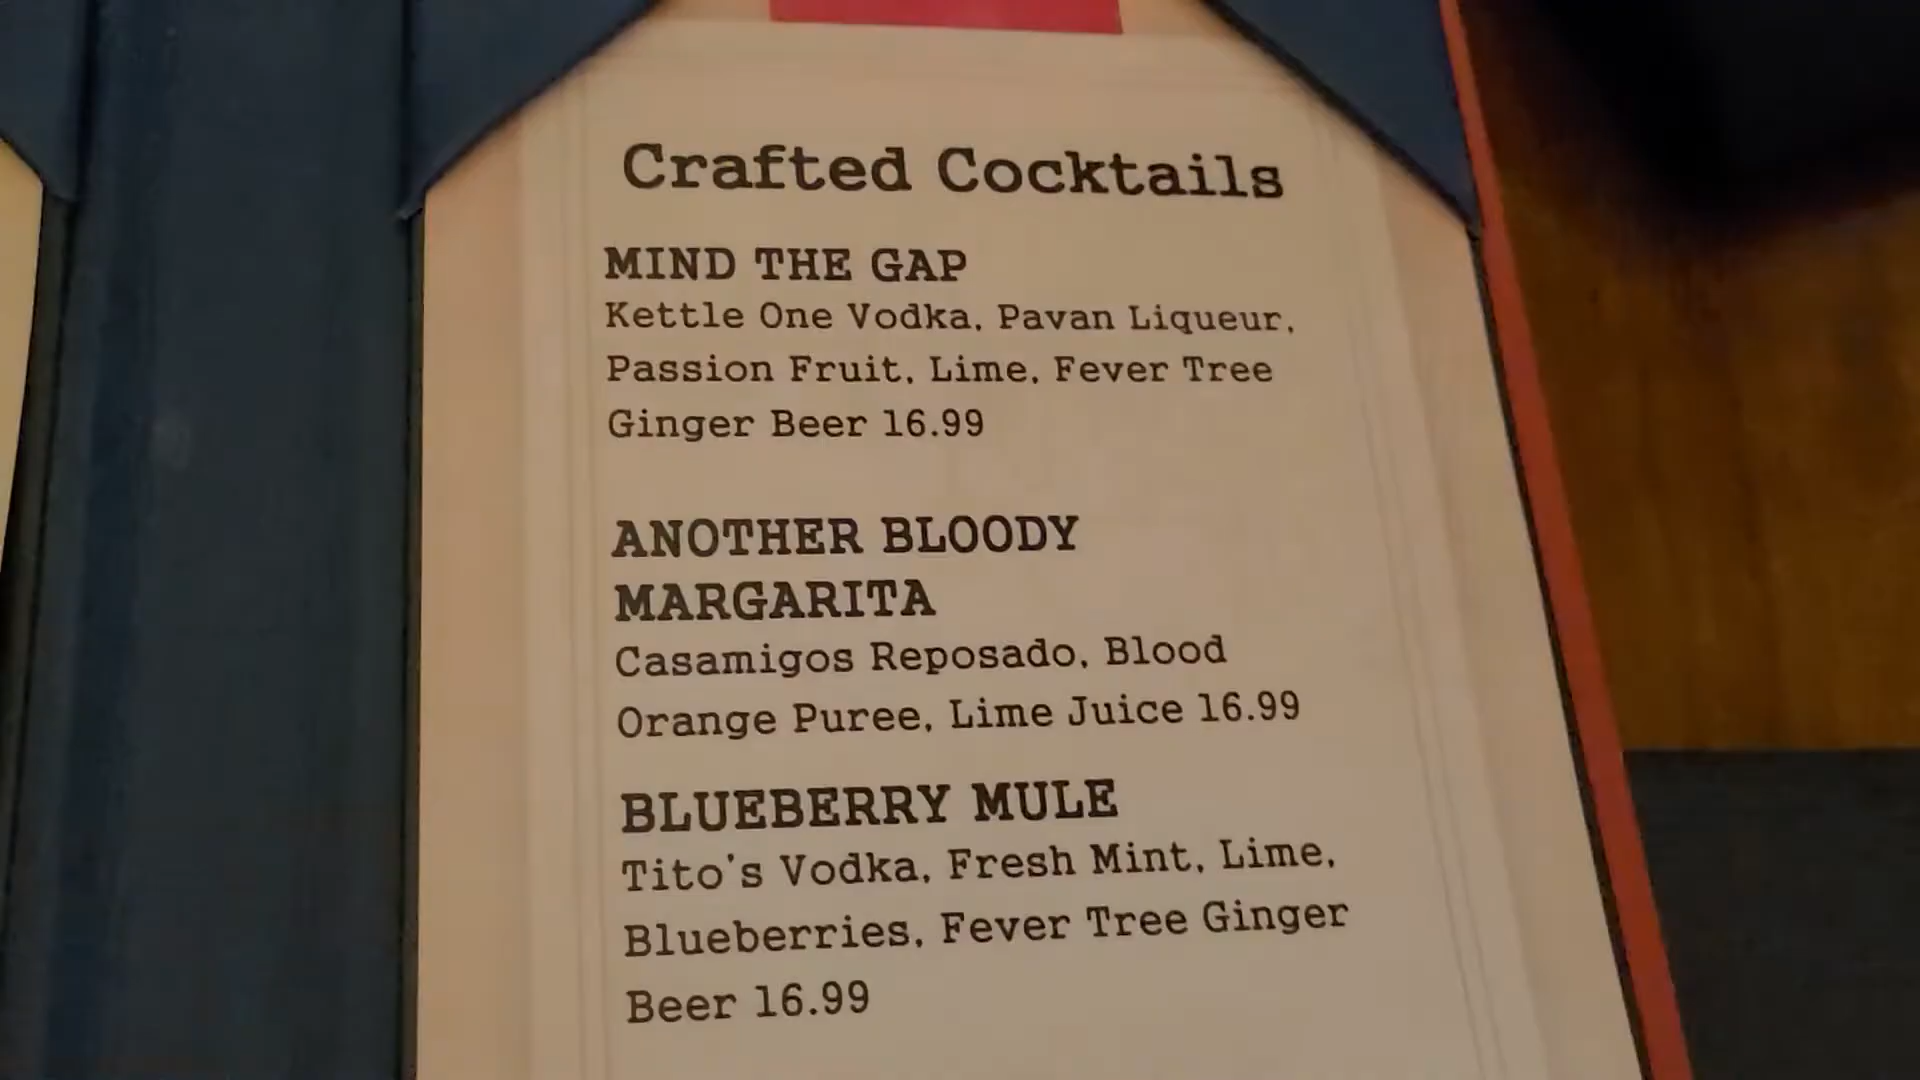 Crafted Cocktails
MIND THE GAP
Kettle One Vodka, Pavan Liqueur,
Passion Fruit, Lime, Fever Tree
Ginger Beer 16.99
ANOTHER BLOODY
MARGARITA
Casamigos Reposado, Blood
Orange Puree, Lime Juice 16.99
BLUEBERRY MULE
Tito's Vodka, Fresh Mint, Lime,
Blueberries, Fever Tree Ginger
Beer 16.99